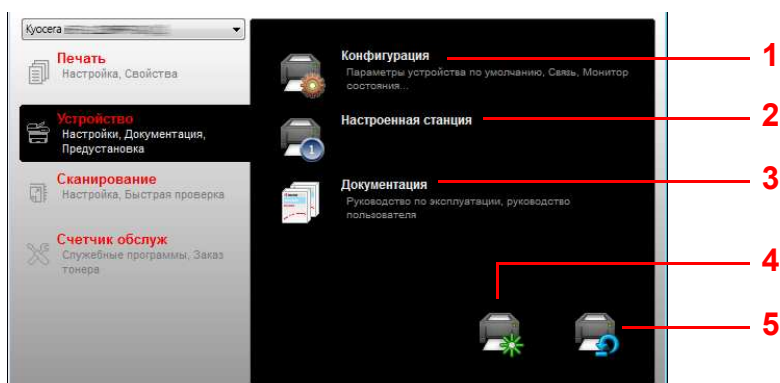 Kyocera
Печать
Настройка, Свойства
Устройство
Настройки, Документация,
Предустановка
Сканирование
Настройка, Быстрая проверка
Счетчик обслуж
Служебные программы, Заказ
тонера
Конфигурация
Параметры устройства по умолчанию, Связь, Монитор
состояния...
Настроенная станция
1
Документация
Руководство по эксплуатации, руководство
пользователя
1
2
3
4
5